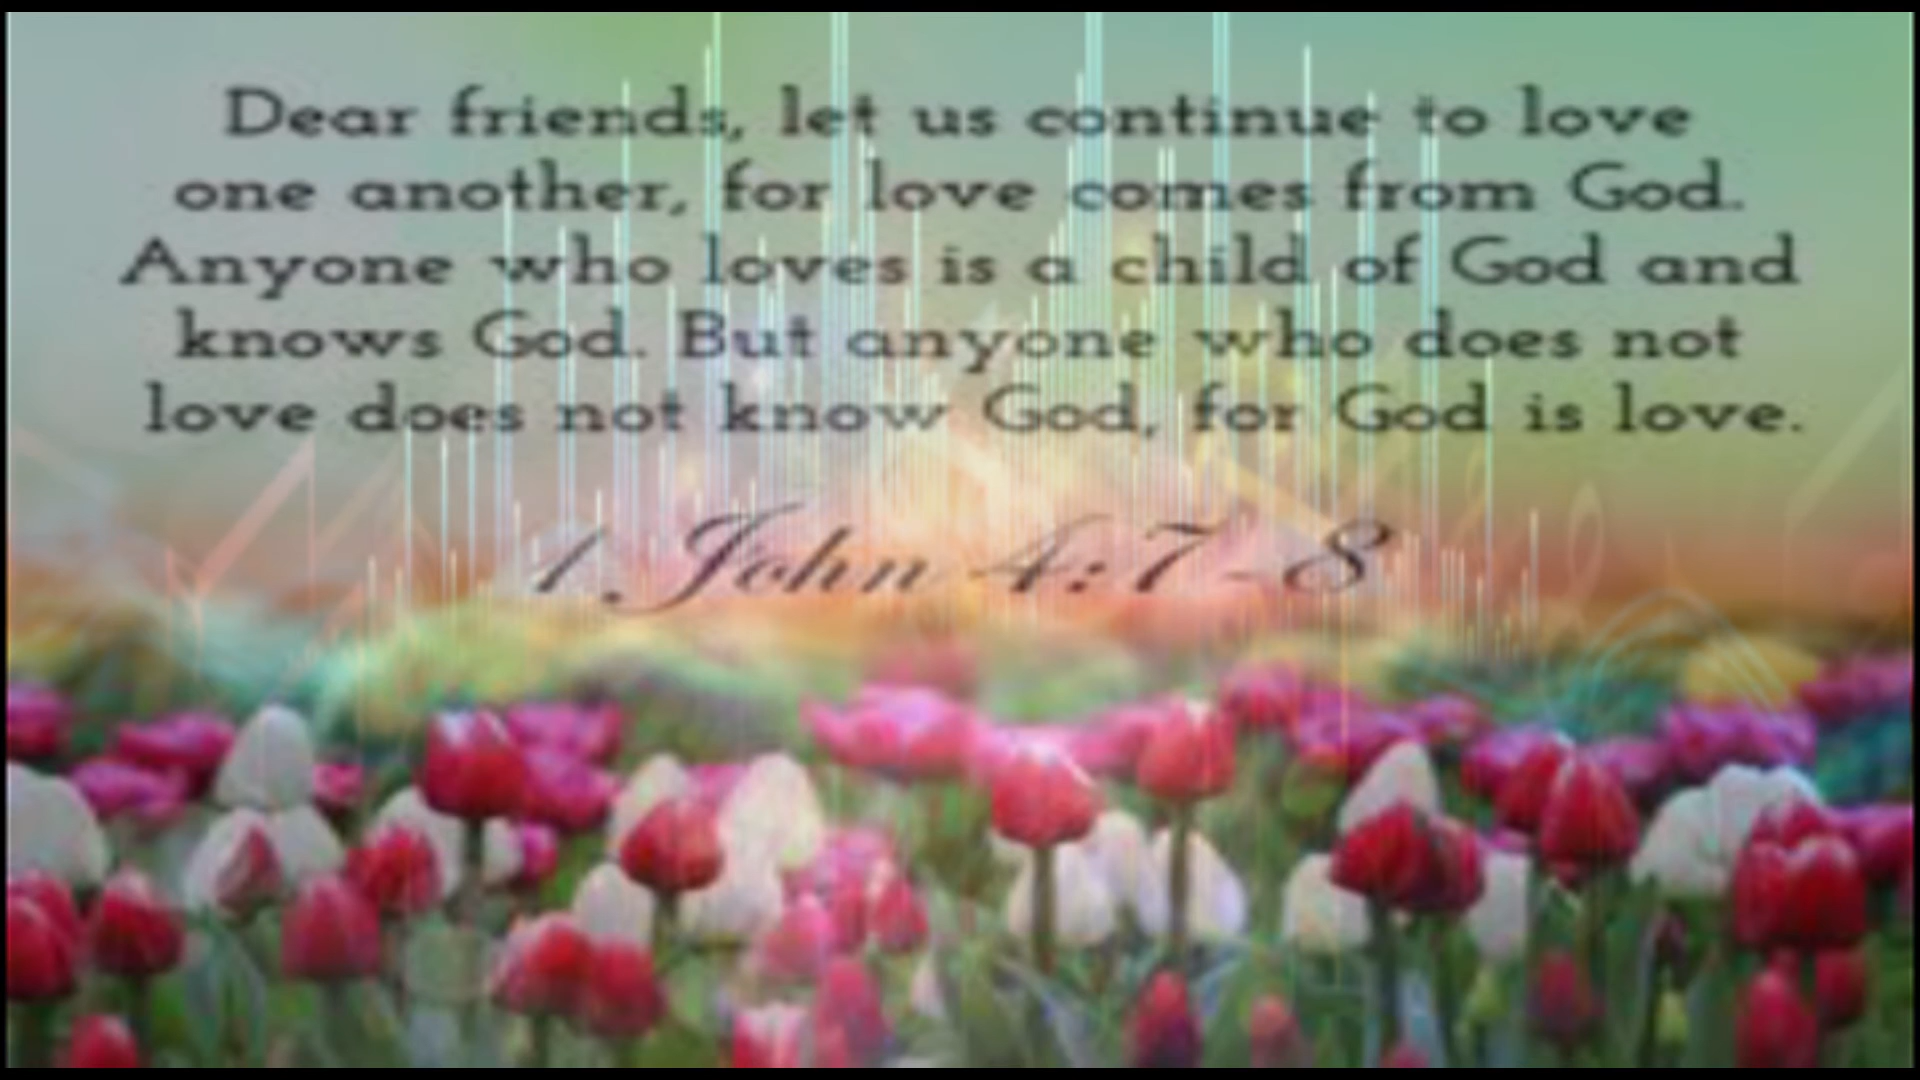 Dear friends, let us continue to love
one another, for love comes from God.
Anyone who loves is a child of God and
knows God. But anyone who does not
love does not know God, for God is love.
1 John 4:7-8